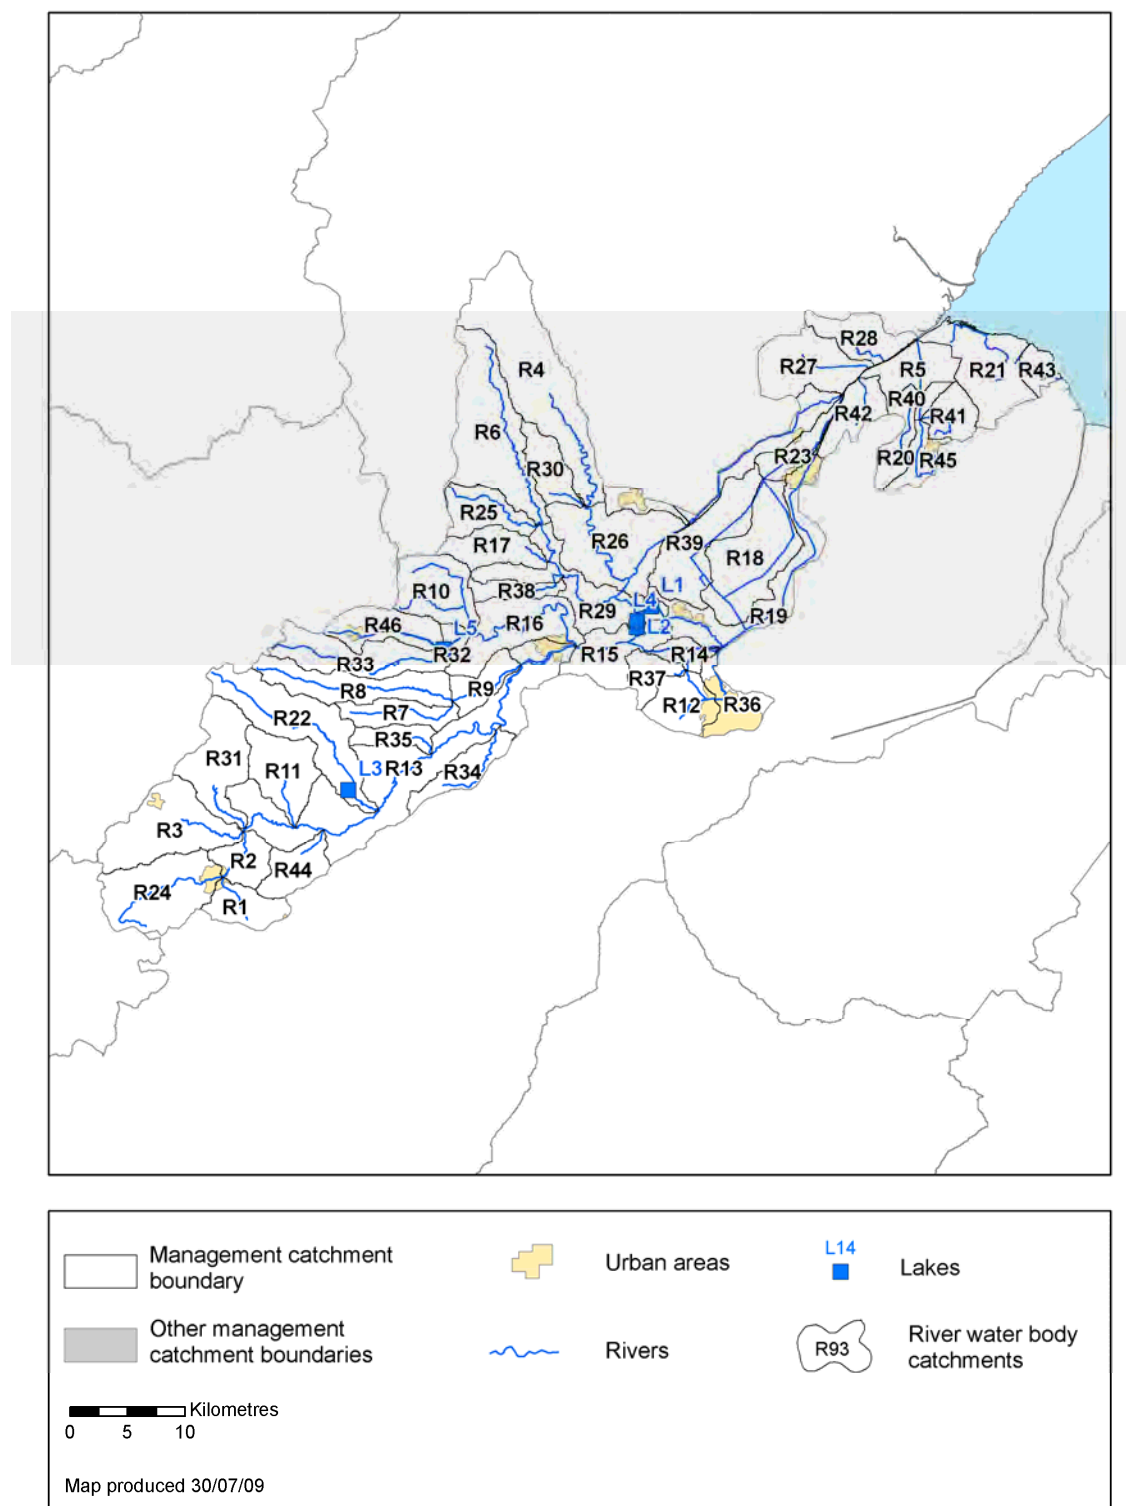 R28
R27
R5
R21
R43
R4
R40
R42
R41
R6
R23
R20
R45
R30
R25
R26
R39
R17
R18
R10
R38
L1
L4
R29
R16
R46
L5
L2
R19
R32
R15
R14
R33
R37
R8
R9
R12
R36
R7
R22
R35
R31
R11
L3
R13
R34
R3
R2
R44
R24
R1
Management catchment
boundary
Urban areas
L14
Lakes
Other management
catchment boundaries
Rivers
R93
River water body
catchments
Kilometres
0 5 10
Map produced 30/07/09